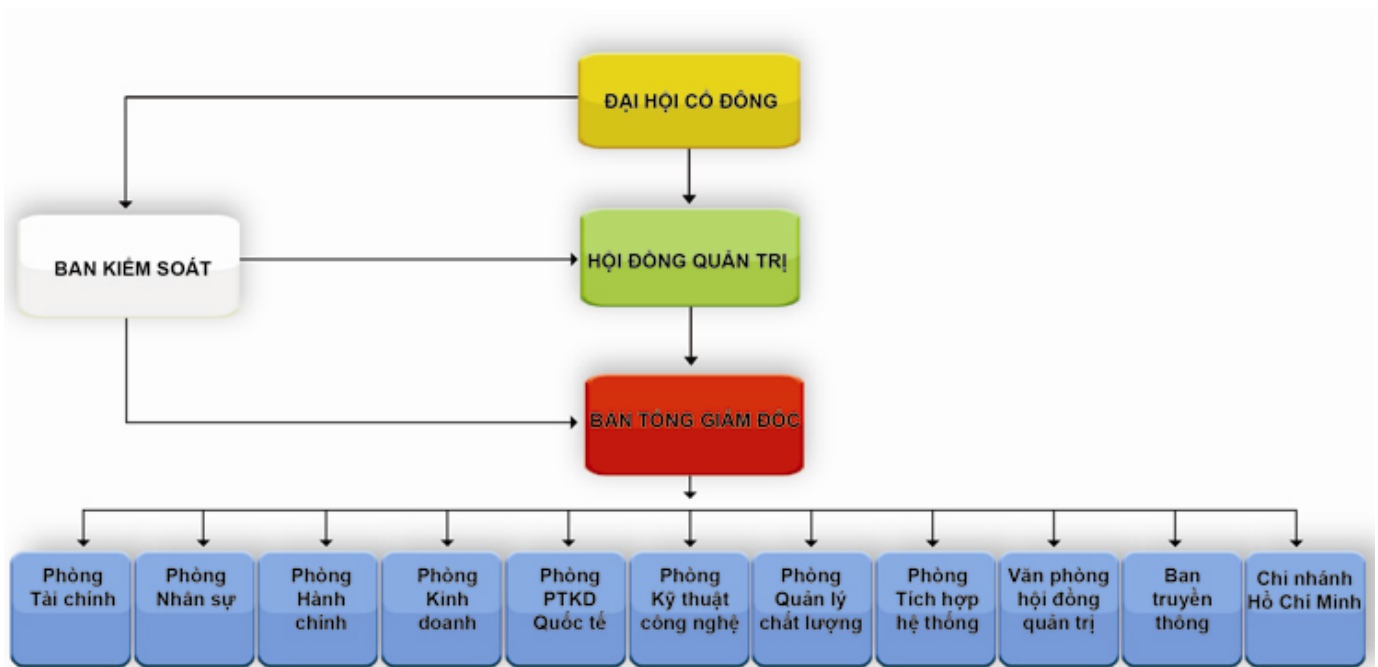 ĐẠI HỘI CỔ ĐÔNG
BAN KIỂM SOÁT
HỘI ĐỒNG QUẢN TRỊ
BAN TỔNG GIÁM ĐỐC
Phòng
Tài chính
Phòng
Nhân sự
Phòng
Hành
chính
Phòng
Kinh
doanh
Phòng
PTKD
Quốc tế
Phòng
Kỹ thuật
công nghệ
Phòng
Quản lý
chất lượng
Phòng
Tích hợp
hệ thống
Văn phòng
hội đồng
quản trị
Ban
truyền
thông
Chi nhánh
Hồ Chí Minh